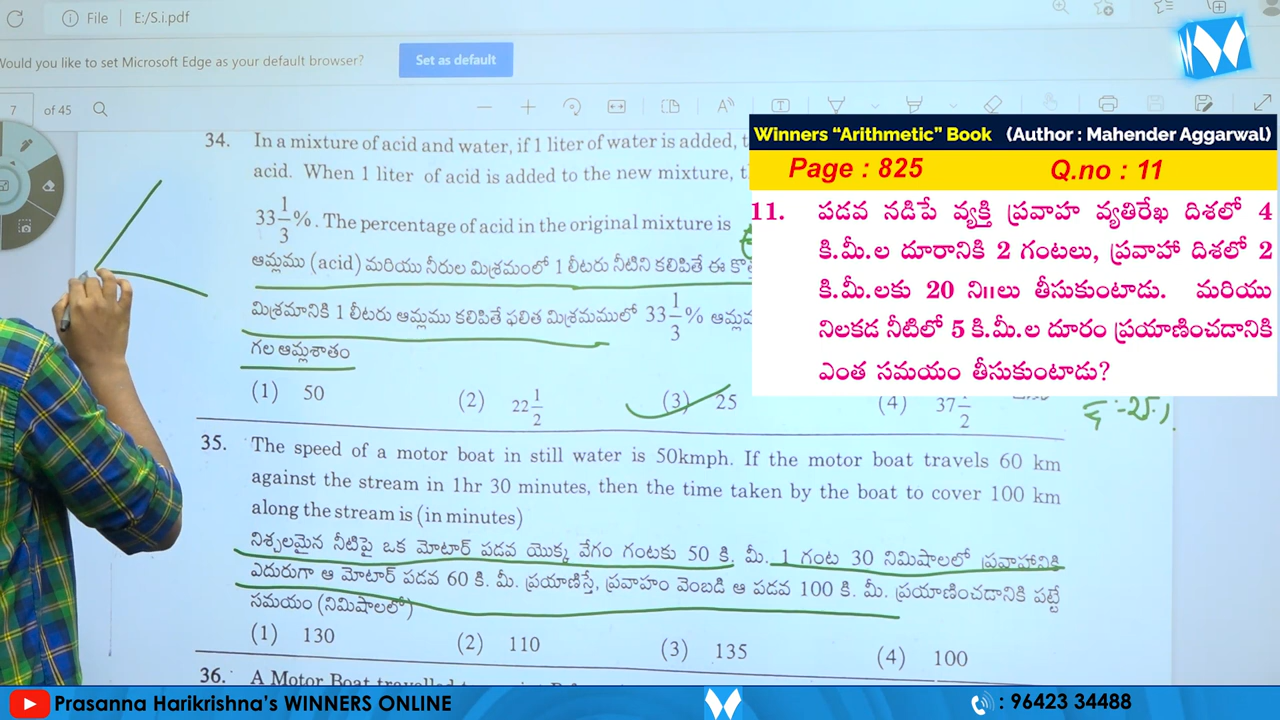 File
E:/S.i.pdf
Would you like to set Microsoft Edge as your default browser?
Set as default
7 of 45
34. In a mixture of acid and water, if 1 liter of water is added,
acid. When 1 liter of acid is added to the new mixture,
33 1/3 %. The percentage of acid in the original mixture is
ఆమ్లము (acid) మరియు నీరుల మిశ్రమంలో 1 లీటరు నీటిని కలిపితే ఈ
మిశ్రమానికి 1 లీటరు ఆమ్లము కలిపితే ఫలిత మిశ్రమములో 33 1/3 %
గల ఆమ్లశాతం
(1) 50 (2) 22 1/2 (3) 25 (4) 37 1/2
35. The speed of a motor boat in still water is 50kmph. If the motor boat travels 60 km
against the stream in 1hr 30 minutes, then the time taken by the boat to cover 100 km
along the stream is (in minutes)
నిశ్చలమైన నీటిపై ఒక మోటార్ పడవ యొక్క వేగం గంటకు 50 కి. మీ. 1 గంట 30 నిమిషాలలో ప్రవాహానికి
ఎదురుగా ఆ మోటార్ పడవ 60 కి. మీ. ప్రయాణిస్తే, ప్రవాహం వెంబడి ఆ పడవ 100 కి. మీ. ప్రయాణించడానికి పట్టే
సమయం (నిమిషాలలో)
(1) 130 (2) 110 (3) 135 (4) 100
36. A Motor Boat
Winners “Arithmetic” Book (Author : Mahender Aggarwal)
Page : 825 Q.no : 11
11. పడవ నడిపే వ్యక్తి ప్రవాహ వ్యతిరేఖ దిశలో 4
కి.మీ.ల దూరానికి 2 గంటలు, ప్రవాహా దిశలో 2
కి.మీ.లకు 20 నిııలు తీసుకుంటాడు. మరియు
నిలకడ నీటిలో 5 కి.మీ.ల దూరం ప్రయాణించడానికి
ఎంత సమయం తీసుకుంటాడు?
Prasanna Harikrishna's WINNERS ONLINE
: 96423 34488